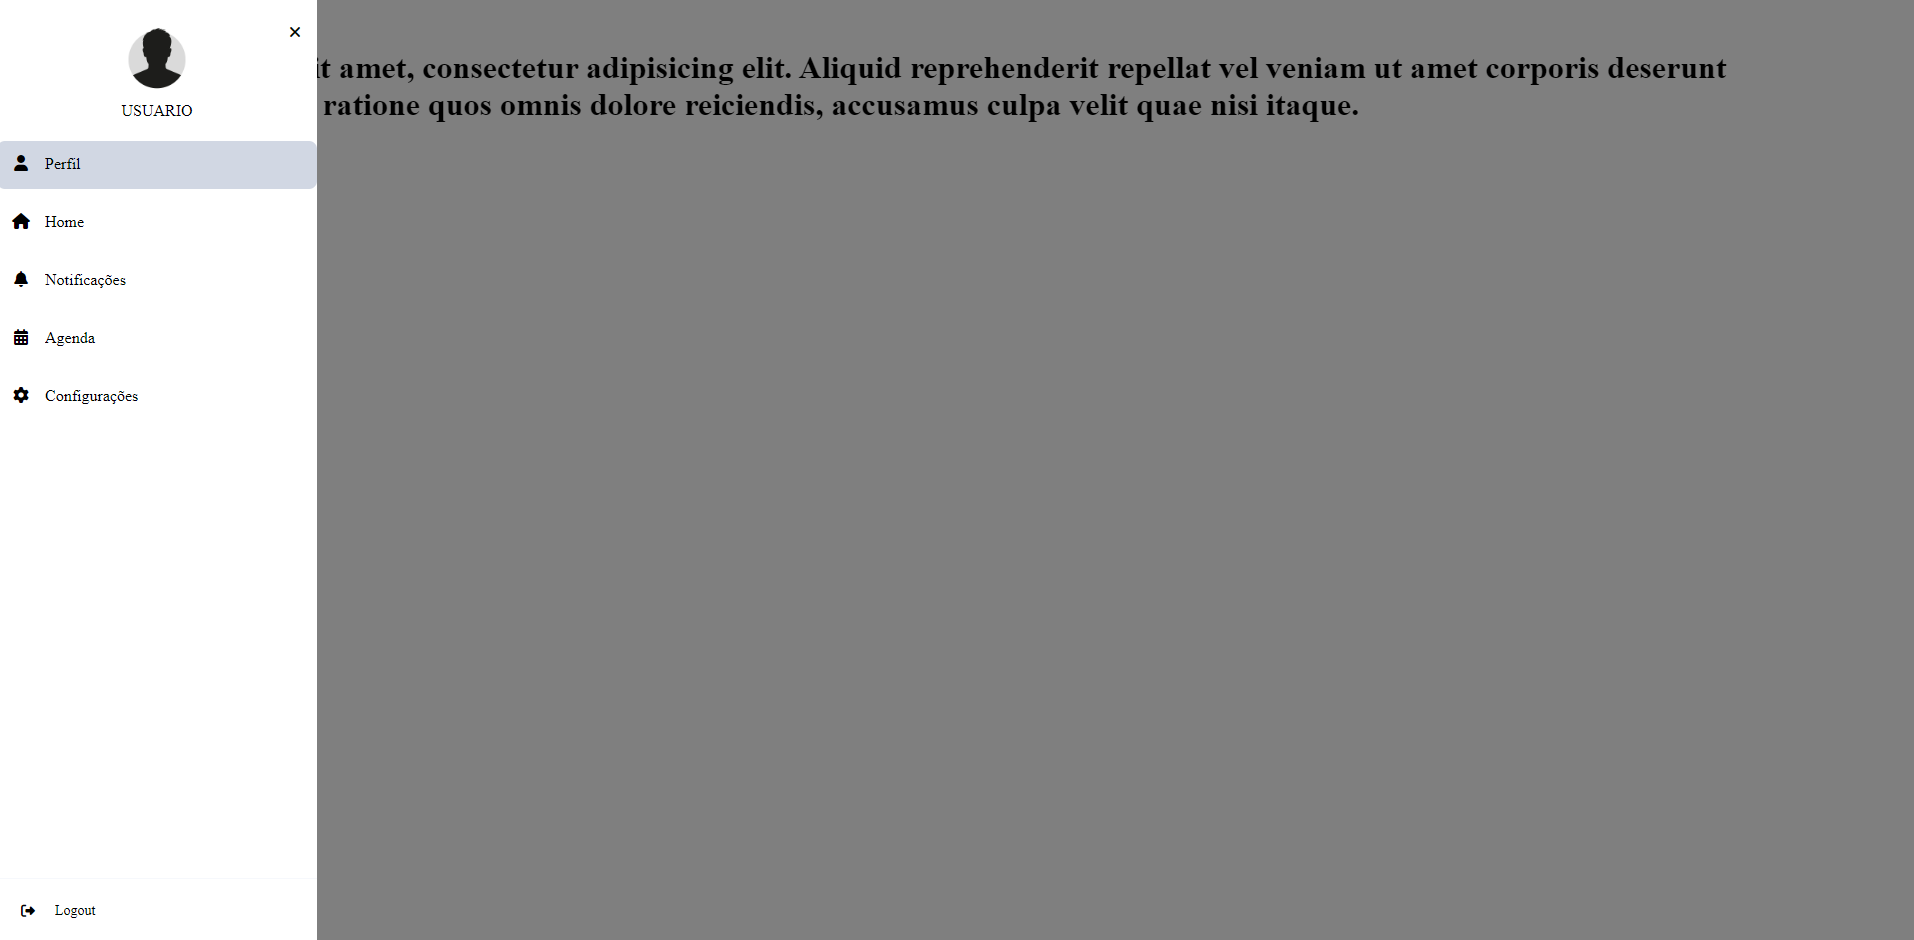 USUARIO
Perfil
Home
Notificações
Agenda
Configurações
Logout
amet, consectetur adipisicing elit. Aliquid reprehenderit repellat vel veniam ut amet corporis deserunt
ratione quos omnis dolore reiciendis, accusamus culpa velit quae nisi itaque.